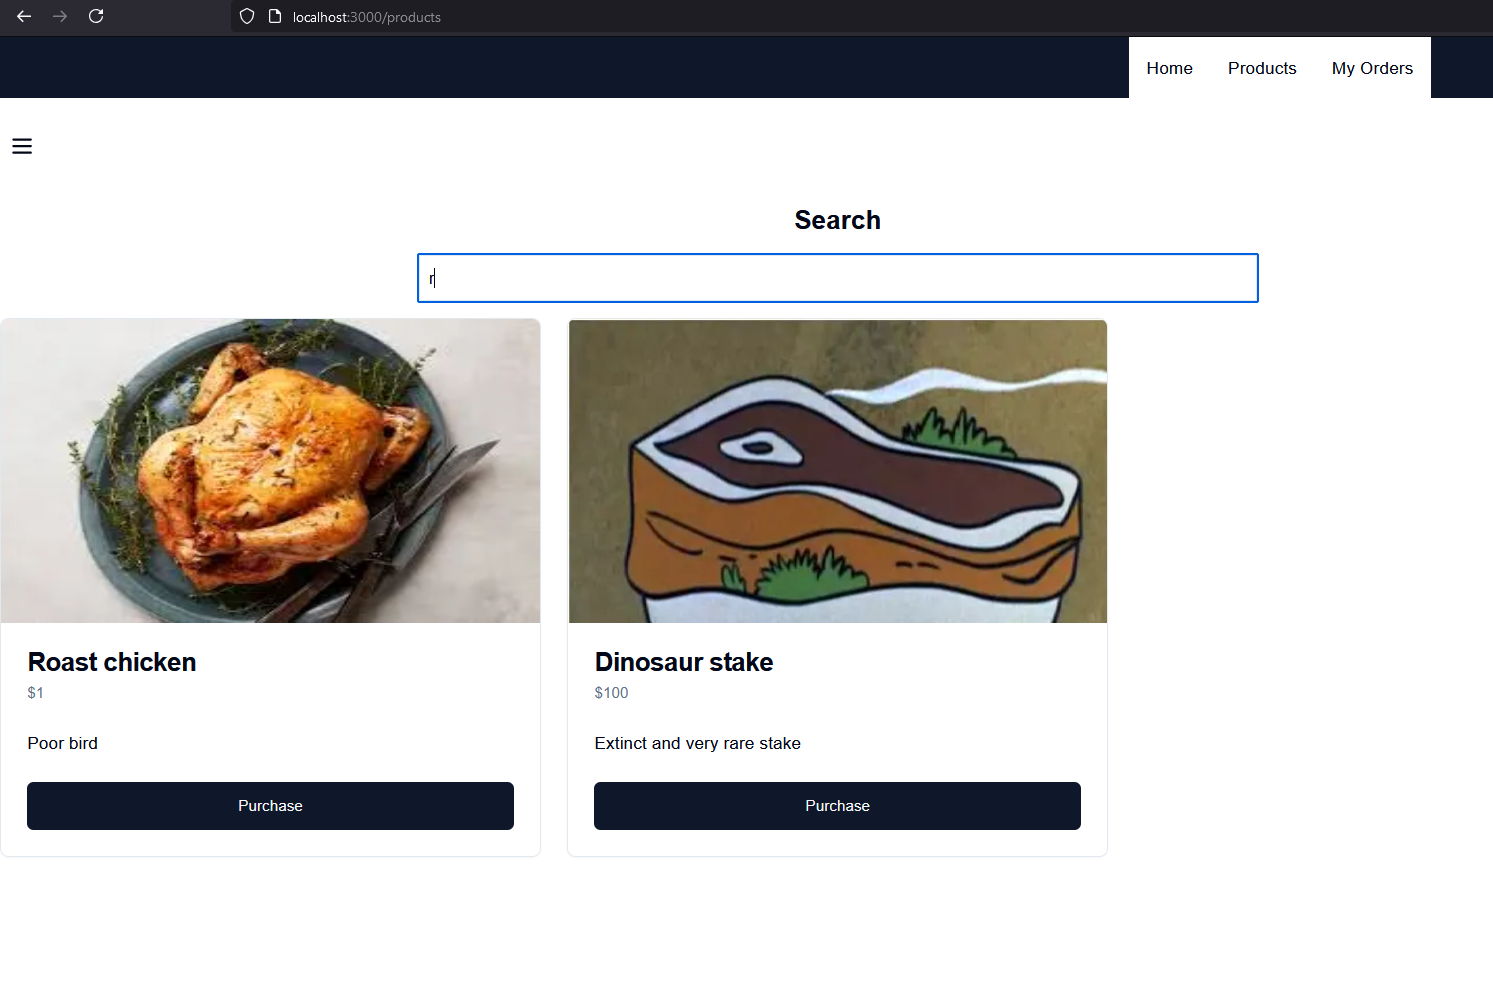 localhost:3000/products
Home Products My Orders
Search
r
Roast chicken
$1
Poor bird
Purchase
Dinosaur stake
$100
Extinct and very rare stake
Purchase